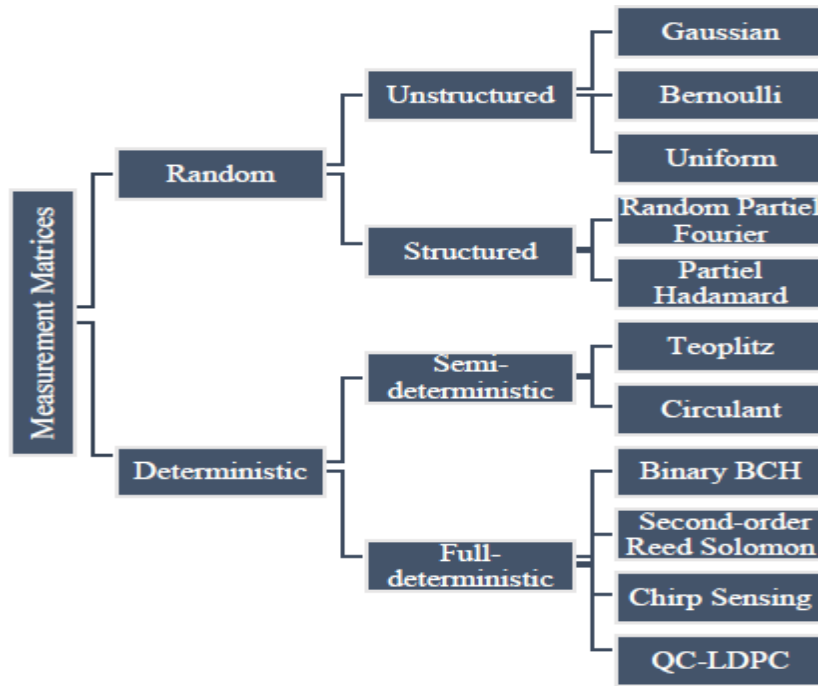 Measurement Matrices
Random
Unstructured
Gaussian
Bernoulli
Uniform
Structured
Random Partiel
Fourier
Partiel
Hadamard
Deterministic
Semi-
deterministic
Teoplitz
Circulant
Full-
deterministic
Binary BCH
Second-order
Reed Solomon
Chirp Sensing
QC-LDPC